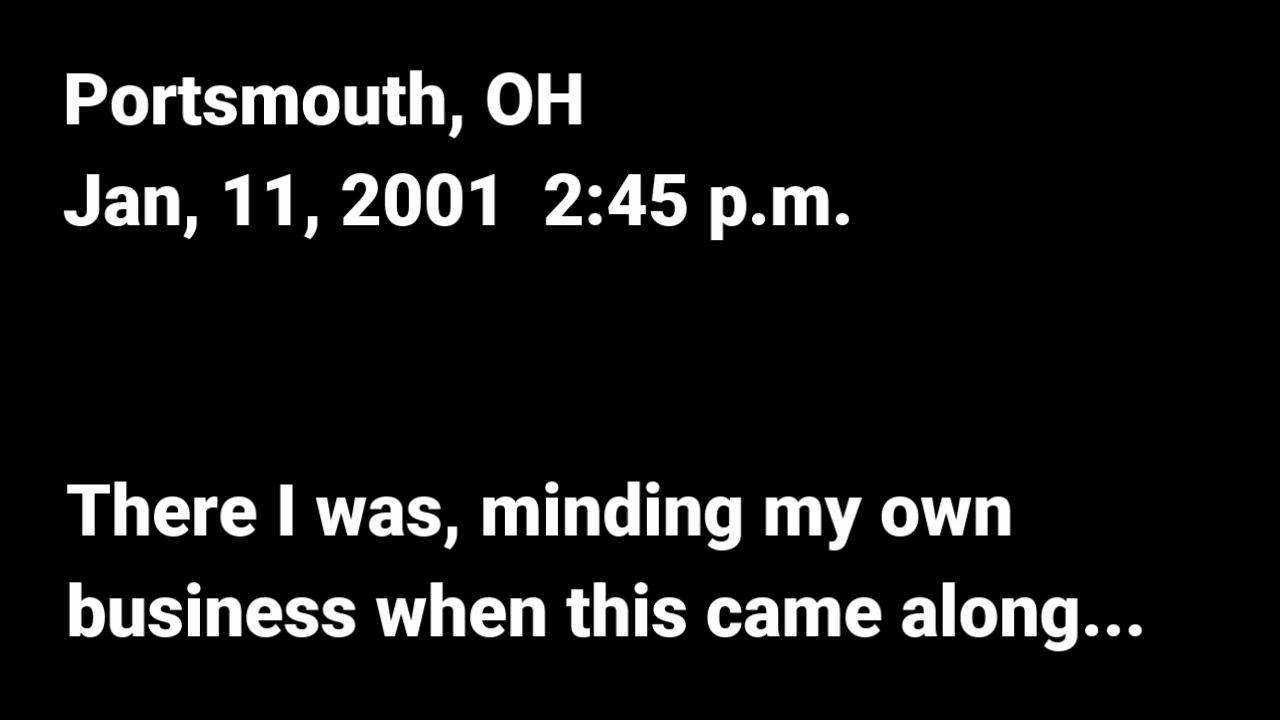 Portsmouth, OH
Jan, 11, 2001  2:45 p.m.
There I was, minding my own
business when this came along...